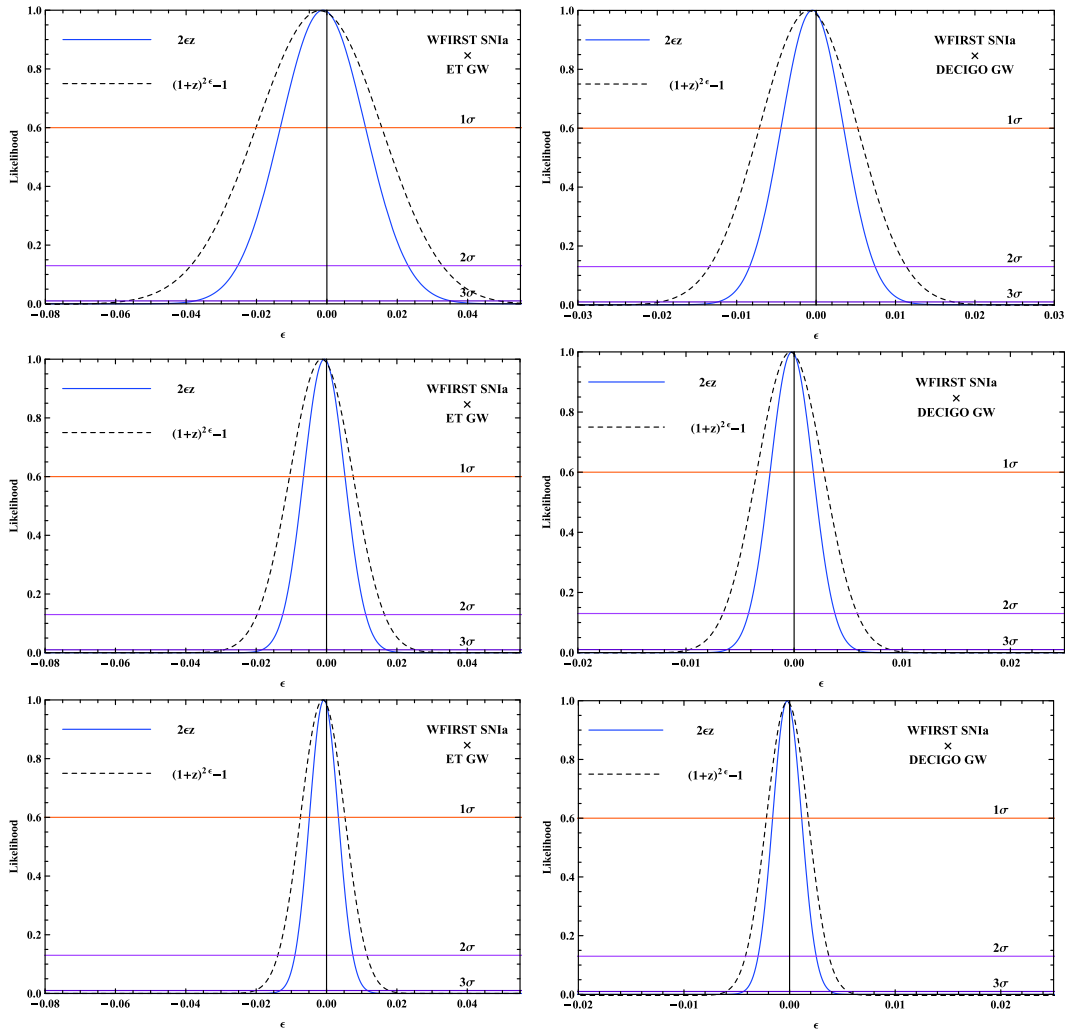 1.0
0.8
0.6
0.4
0.2
0.0
Likelihood
2ϵz
(1+z)^{2ϵ}−1
WFIRST SNIa
×
ET GW
1σ
2σ
3σ
−0.08 −0.06 −0.04 −0.02 0.00 0.02 0.04
ϵ
1.0
0.8
0.6
0.4
0.2
0.0
Likelihood
2ϵz
(1+z)^{2ϵ}−1
WFIRST SNIa
×
DECIGO GW
1σ
2σ
3σ
−0.03 −0.02 −0.01 0.00 0.01 0.02 0.03
ϵ
1.0
0.8
0.6
0.4
0.2
0.0
Likelihood
2ϵz
(1+z)^{2ϵ}−1
WFIRST SNIa
×
ET GW
1σ
2σ
3σ
−0.08 −0.06 −0.04 −0.02 0.00 0.02 0.04
ϵ
1.0
0.8
0.6
0.4
0.2
0.0
Likelihood
2ϵz
(1+z)^{2ϵ}−1
WFIRST SNIa
×
DECIGO GW
1σ
2σ
3σ
−0.02 −0.01 0.00 0.01 0.02
ϵ
1.0
0.8
0.6
0.4
0.2
0.0
Likelihood
2ϵz
(1+z)^{2ϵ}−1
WFIRST SNIa
×
ET GW
1σ
2σ
3σ
−0.08 −0.06 −0.04 −0.02 0.00 0.02 0.04
ϵ
1.0
0.8
0.6
0.4
0.2
0.0
Likelihood
2ϵz
(1+z)^{2ϵ}−1
WFIRST SNIa
×
DECIGO GW
1σ
2σ
3σ
−0.02 −0.01 0.00 0.01 0.02
ϵ